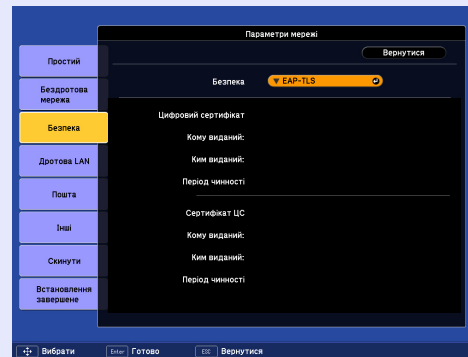 Параметри мережі
Вернутися
Простий
Бездротова
мережа
Безпека
Дротова LAN
Пошта
Інші
Скинути
Встановлення
завершене
Безпека
EAP-TLS
Цифровий сертифікат
Кому виданий:
Ким виданий:
Період чинності
Сертифікат ЦС
Кому виданий:
Ким виданий:
Період чинності
Вибрати
Enter Готово
ESC Вернутися